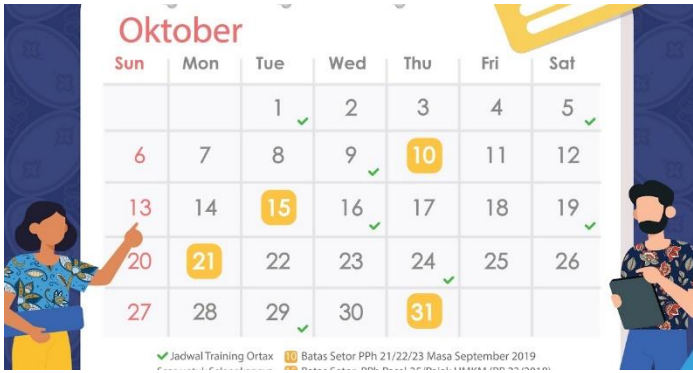 Oktober
Sun Mon Tue Wed Thu Fri Sat
1 2 3 4 5
6 7 8 9 10 11 12
13 14 15 16 17 18 19
20 21 22 23 24 25 26
27 28 29 30 31
Jadwal Training Ortax 10 Batas Setor PPh 21/22/23 Masa September 2019